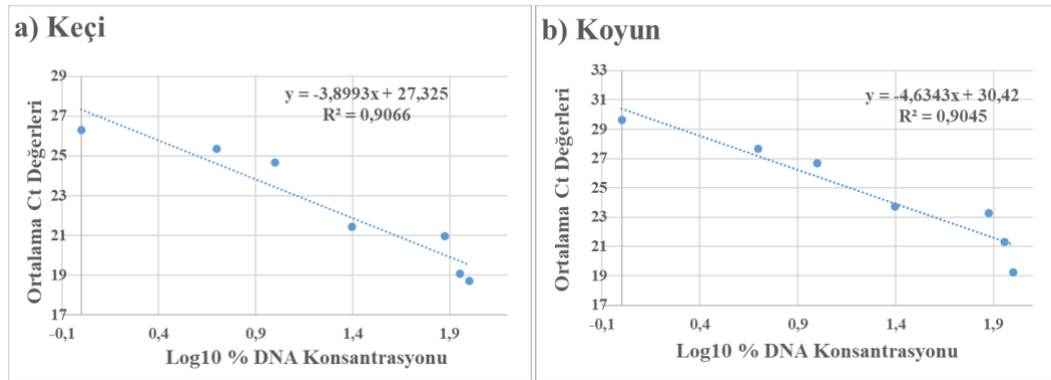 a) Keçi
29
27
25
23
21
19
17
-0,1
0,4
0,9
1,4
1,9
y = -3,8993x + 27,325
R² = 0,9066
Ortalama Ct Değerleri
Log10 % DNA Konsantrasyonu
b) Koyun
33
31
29
27
25
23
21
19
17
-0,1
0,4
0,9
1,4
1,9
y = -4,6343x + 30,42
R² = 0,9045
Ortalama Ct Değerleri
Log10 % DNA Konsantrasyonu